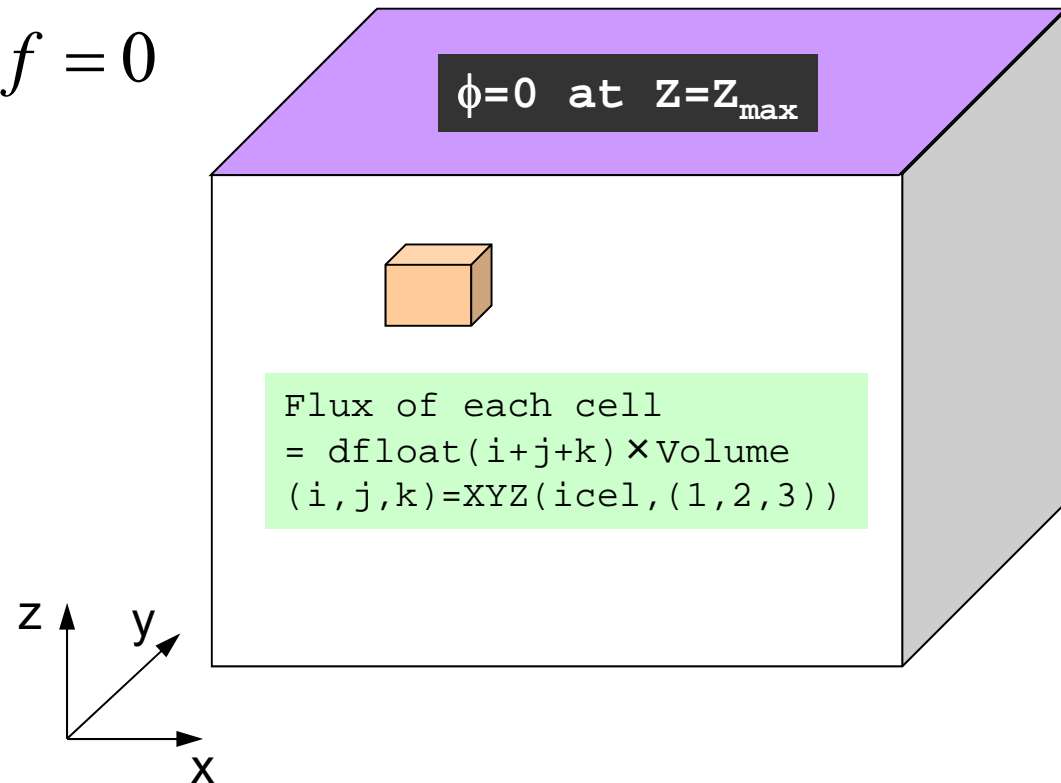 f = 0
ϕ=0 at Z=Zmax
Flux of each cell
= dfloat(i+j+k)×Volume
(i,j,k)=XYZ(icel,(1,2,3))
z
y
x